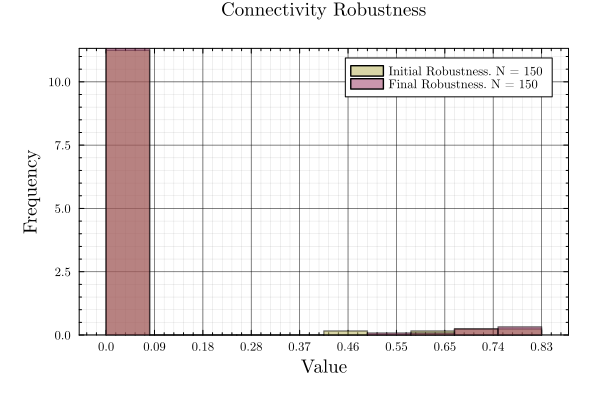 Connectivity Robustness
Initial Robustness. N = 150
Final Robustness. N = 150
Frequency
10.0
7.5
5.0
2.5
0.0
0.0 0.09 0.18 0.28 0.37 0.46 0.55 0.65 0.74 0.83
Value